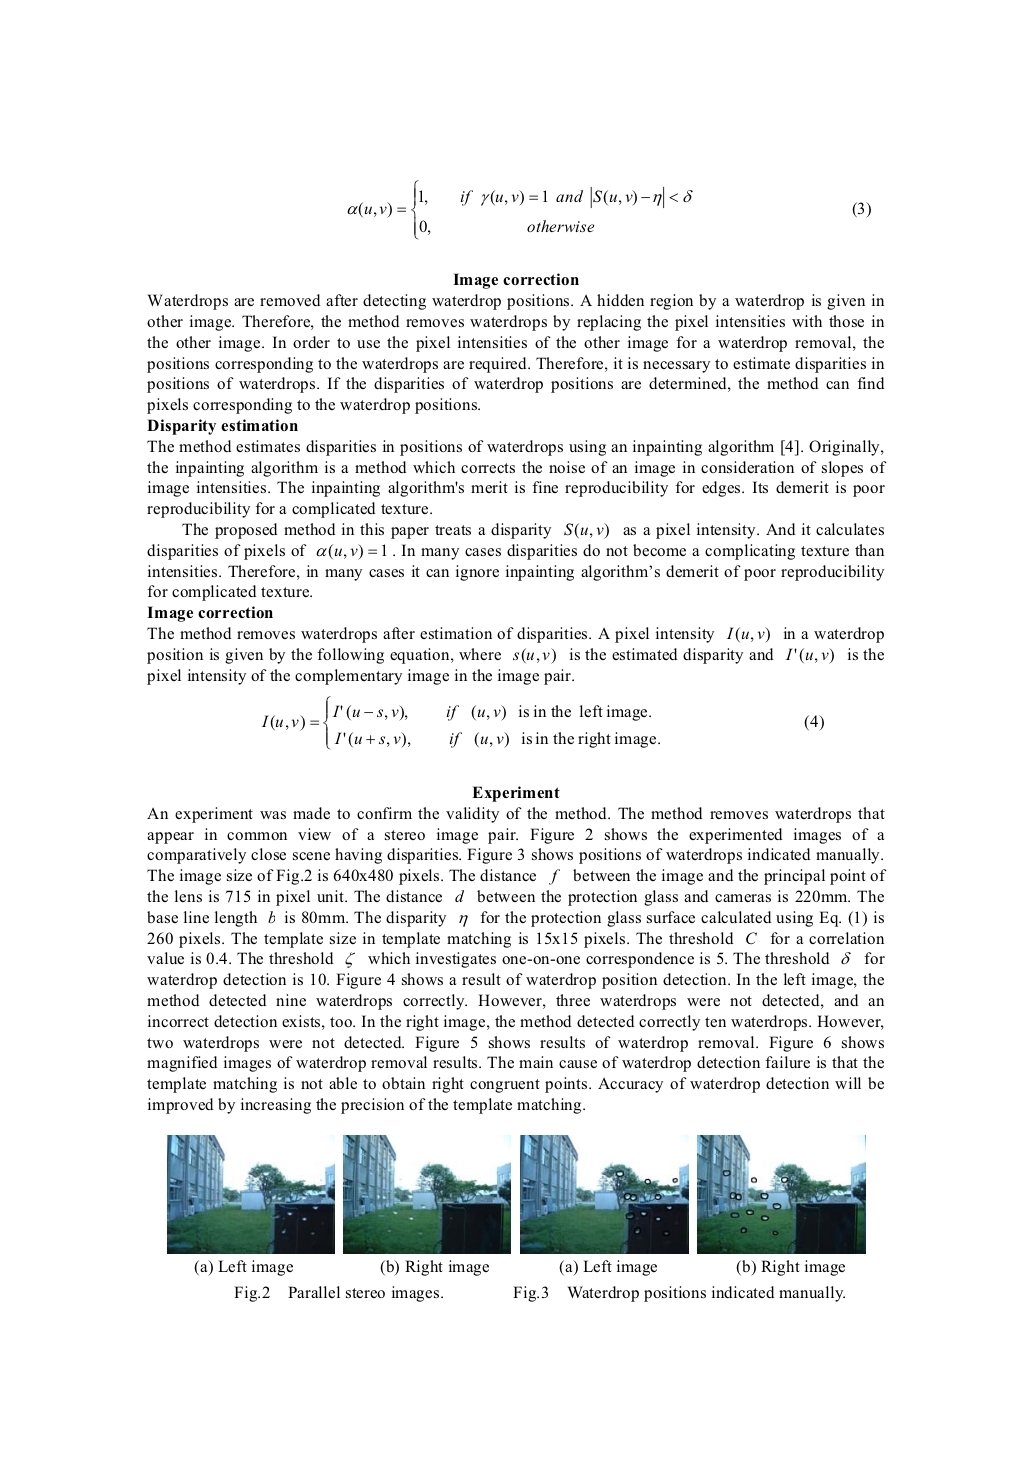 α(u,v) = { 1, if γ(u,v) = 1 and |S(u,v) − η| < δ
0, otherwise (3)
Image correction
Waterdrops are removed after detecting waterdrop positions. A hidden region by a waterdrop is given in
other image. Therefore, the method removes waterdrops by replacing the pixel intensities with those in
the other image. In order to use the pixel intensities of the other image for a waterdrop removal, the
positions corresponding to the waterdrops are required. Therefore, it is necessary to estimate disparities in
positions of waterdrops. If the disparities of waterdrop positions are determined, the method can find
pixels corresponding to the waterdrop positions.
Disparity estimation
The method estimates disparities in positions of waterdrops using an inpainting algorithm [4]. Originally,
the inpainting algorithm is a method which corrects the noise of an image in consideration of slopes of
image intensities. The inpainting algorithm's merit is fine reproducibility for edges. Its demerit is poor
reproducibility for a complicated texture.
The proposed method in this paper treats a disparity S(u,v) as a pixel intensity. And it calculates
disparities of pixels of α(u,v) = 1 . In many cases disparities do not become a complicating texture than
intensities. Therefore, in many cases it can ignore inpainting algorithm’s demerit of poor reproducibility
for complicated texture.
Image correction
The method removes waterdrops after estimation of disparities. A pixel intensity I(u,v) in a waterdrop
position is given by the following equation, where s(u,v) is the estimated disparity and I'(u,v) is the
pixel intensity of the complementary image in the image pair.
I(u,v) = { I'(u − s,v), if (u,v) is in the left image.
I'(u + s,v), if (u,v) is in the right image. (4)
Experiment
An experiment was made to confirm the validity of the method. The method removes waterdrops that
appear in common view of a stereo image pair. Figure 2 shows the experimented images of a
comparatively close scene having disparities. Figure 3 shows positions of waterdrops indicated manually.
The image size of Fig.2 is 640x480 pixels. The distance f between the image and the principal point of
the lens is 715 in pixel unit. The distance d between the protection glass and cameras is 220mm. The
base line length b is 80mm. The disparity η for the protection glass surface calculated using Eq. (1) is
260 pixels. The template size in template matching is 15x15 pixels. The threshold C for a correlation
value is 0.4. The threshold ζ which investigates one-on-one correspondence is 5. The threshold δ for
waterdrop detection is 10. Figure 4 shows a result of waterdrop position detection. In the left image, the
method detected nine waterdrops correctly. However, three waterdrops were not detected, and an
incorrect detection exists, too. In the right image, the method detected correctly ten waterdrops. However,
two waterdrops were not detected. Figure 5 shows results of waterdrop removal. Figure 6 shows
magnified images of waterdrop removal results. The main cause of waterdrop detection failure is that the
template matching is not able to obtain right congruent points. Accuracy of waterdrop detection will be
improved by increasing the precision of the template matching.
(a) Left image (b) Right image (a) Left image (b) Right image
Fig.2 Parallel stereo images. Fig.3 Waterdrop positions indicated manually.